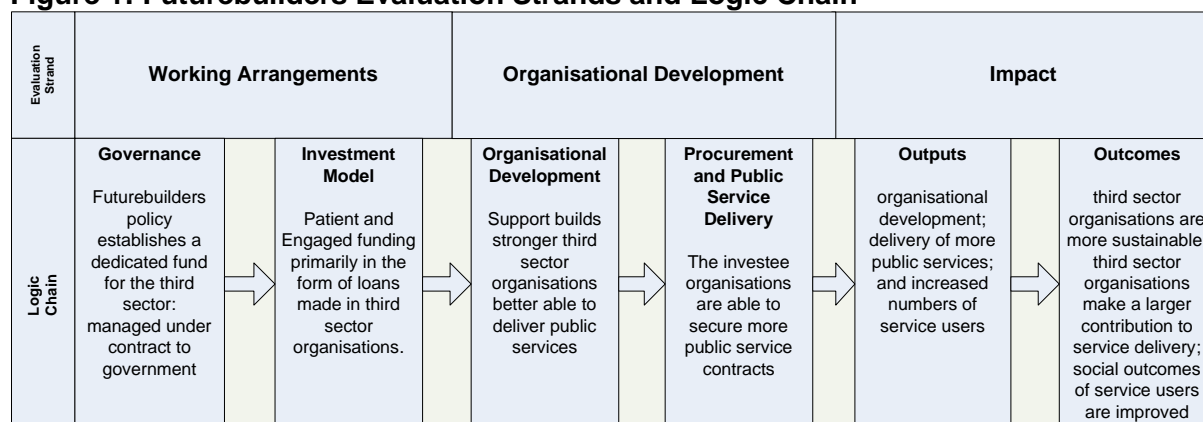 Figure 1: Futurebuilders Evaluation Strands and Logic Chain
Evaluation
Strand
Working Arrangements
Organisational Development
Impact
Logic
Chain
Governance
Futurebuilders
policy
establishes a
dedicated fund
for the third
sector:
managed under
contract to
government
Investment
Model
Patient and
Engaged funding
primarily in the
form of loans
made in third
sector
organisations.
Organisational
Development
Support builds
stronger third
sector
organisations
better able to
deliver public
services
Procurement
and Public
Service
Delivery
The investee
organisations
are able to
secure more
public service
contracts
Outputs
organisational
development;
delivery of more
public services;
and increased
numbers of
service users
Outcomes
third sector
organisations are
more sustainable
third sector
organisations
make a larger
contribution to
service delivery;
social outcomes
of service users
are improved